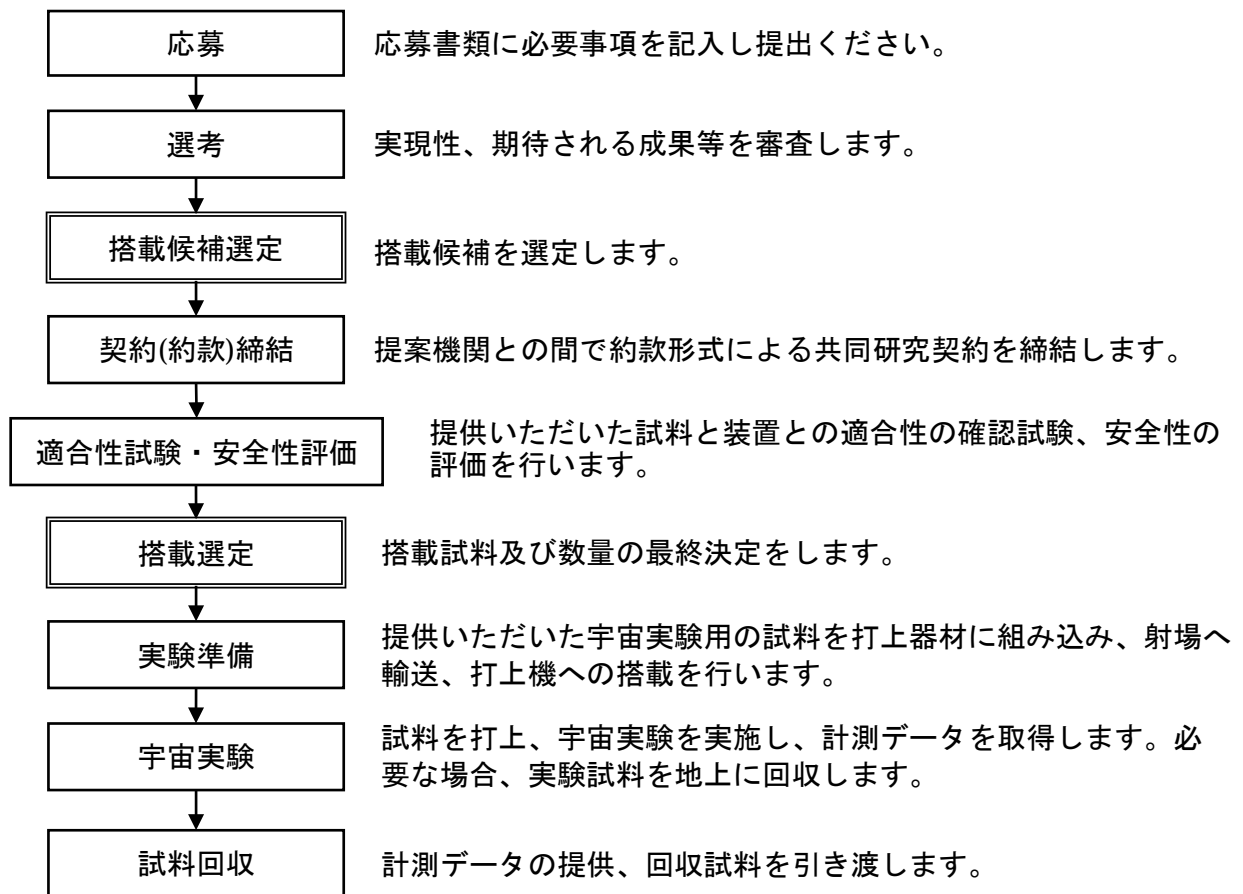 応募
応募書類に必要事項を記入し提出ください。
選考
実現性、期待される成果等を審査します。
搭載候補選定
搭載候補を選定します。
契約(約款)締結
提案機関との間で約款形式による共同研究契約を締結します。
適合性試験・安全性評価
提供いただいた試料と装置との適合性の確認試験、安全性の
評価を行います。
搭載選定
搭載試料及び数量の最終決定をします。
実験準備
提供いただいた宇宙実験用の試料を打上器材に組み込み、射場へ
輸送、打上機への搭載を行います。
宇宙実験
試料を打上、宇宙実験を実施し、計測データを取得します。必
要な場合、実験試料を地上に回収します。
試料回収
計測データの提供、回収試料を引き渡します。